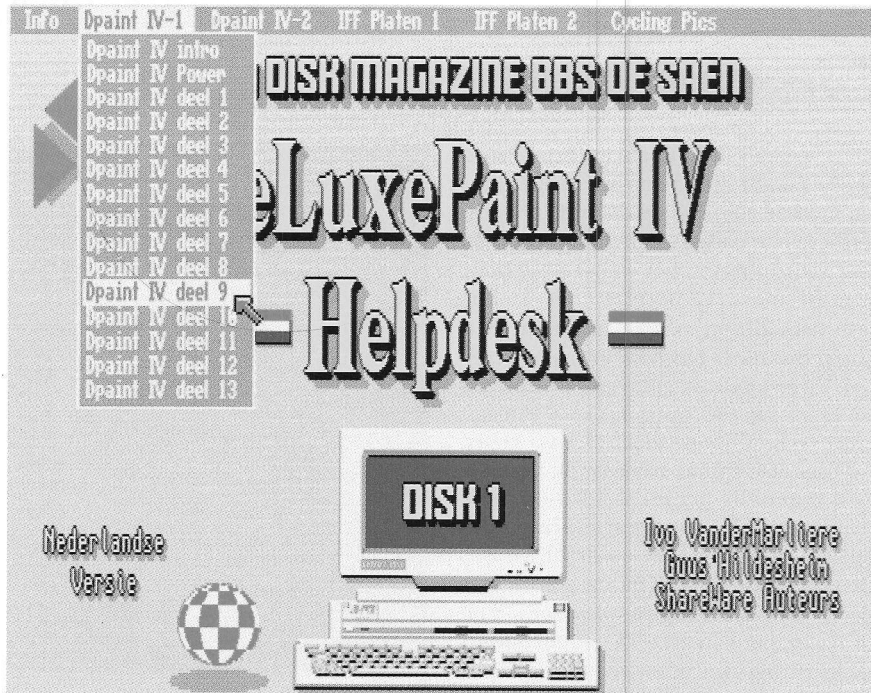 Info Dpaint IV-1 Dpaint IV-2 IFF Platen 1 IFF Platen 2 Cycling Pics
Dpaint IV intro
Dpaint IV Power
Dpaint IV deel 1
Dpaint IV deel 2
Dpaint IV deel 3
Dpaint IV deel 4
Dpaint IV deel 5
Dpaint IV deel 6
Dpaint IV deel 7
Dpaint IV deel 8
Dpaint IV deel 9
Dpaint IV deel 10
Dpaint IV deel 11
Dpaint IV deel 12
Dpaint IV deel 13
DISK MAGAZINE BBS DE SAEN
eLuxePaint IV
Helpdesk
DISK 1
Nederlandse
Versie
Ivo VanderMarliere
Guus Hildesheim
ShareWare Auteurs